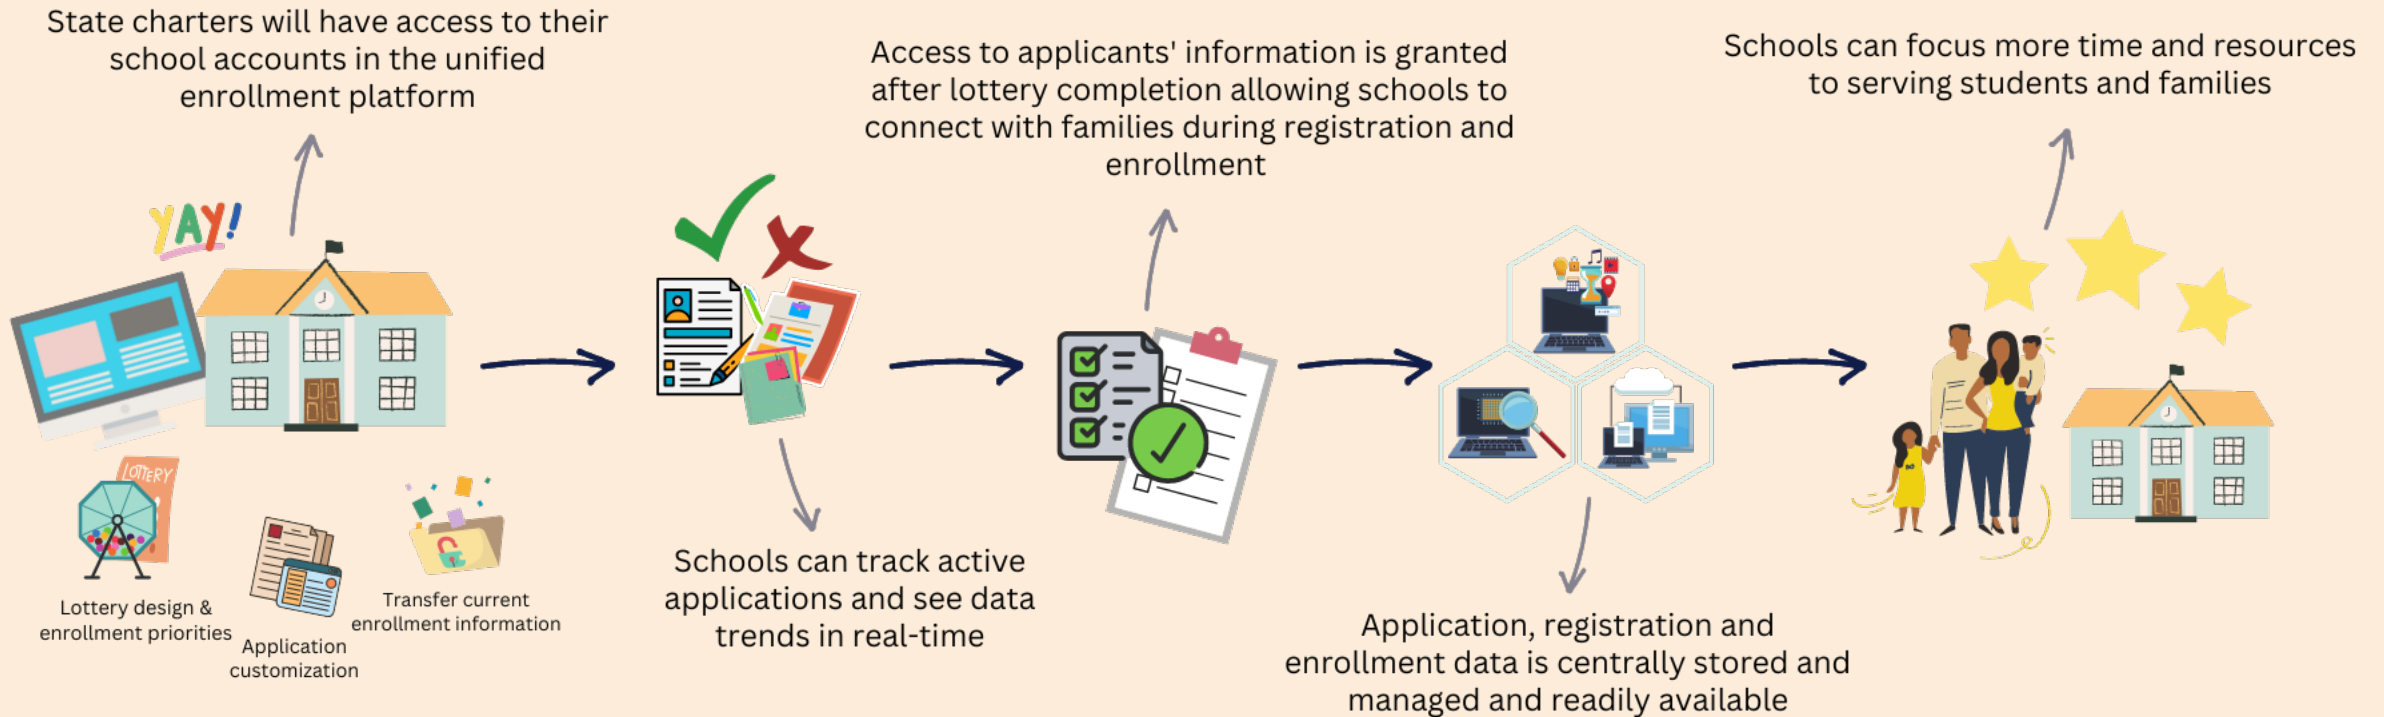 State charters will have access to their
school accounts in the unified
enrollment platform
YAY!
LOTTERY
Lottery design &
enrollment priorities
Application
customization
Transfer current
enrollment information
Schools can track active
applications and see data
trends in real-time
Access to applicants' information is granted
after lottery completion allowing schools to
connect with families during registration and
enrollment
Application, registration and
enrollment data is centrally stored and
managed and readily available
Schools can focus more time and resources
to serving students and families